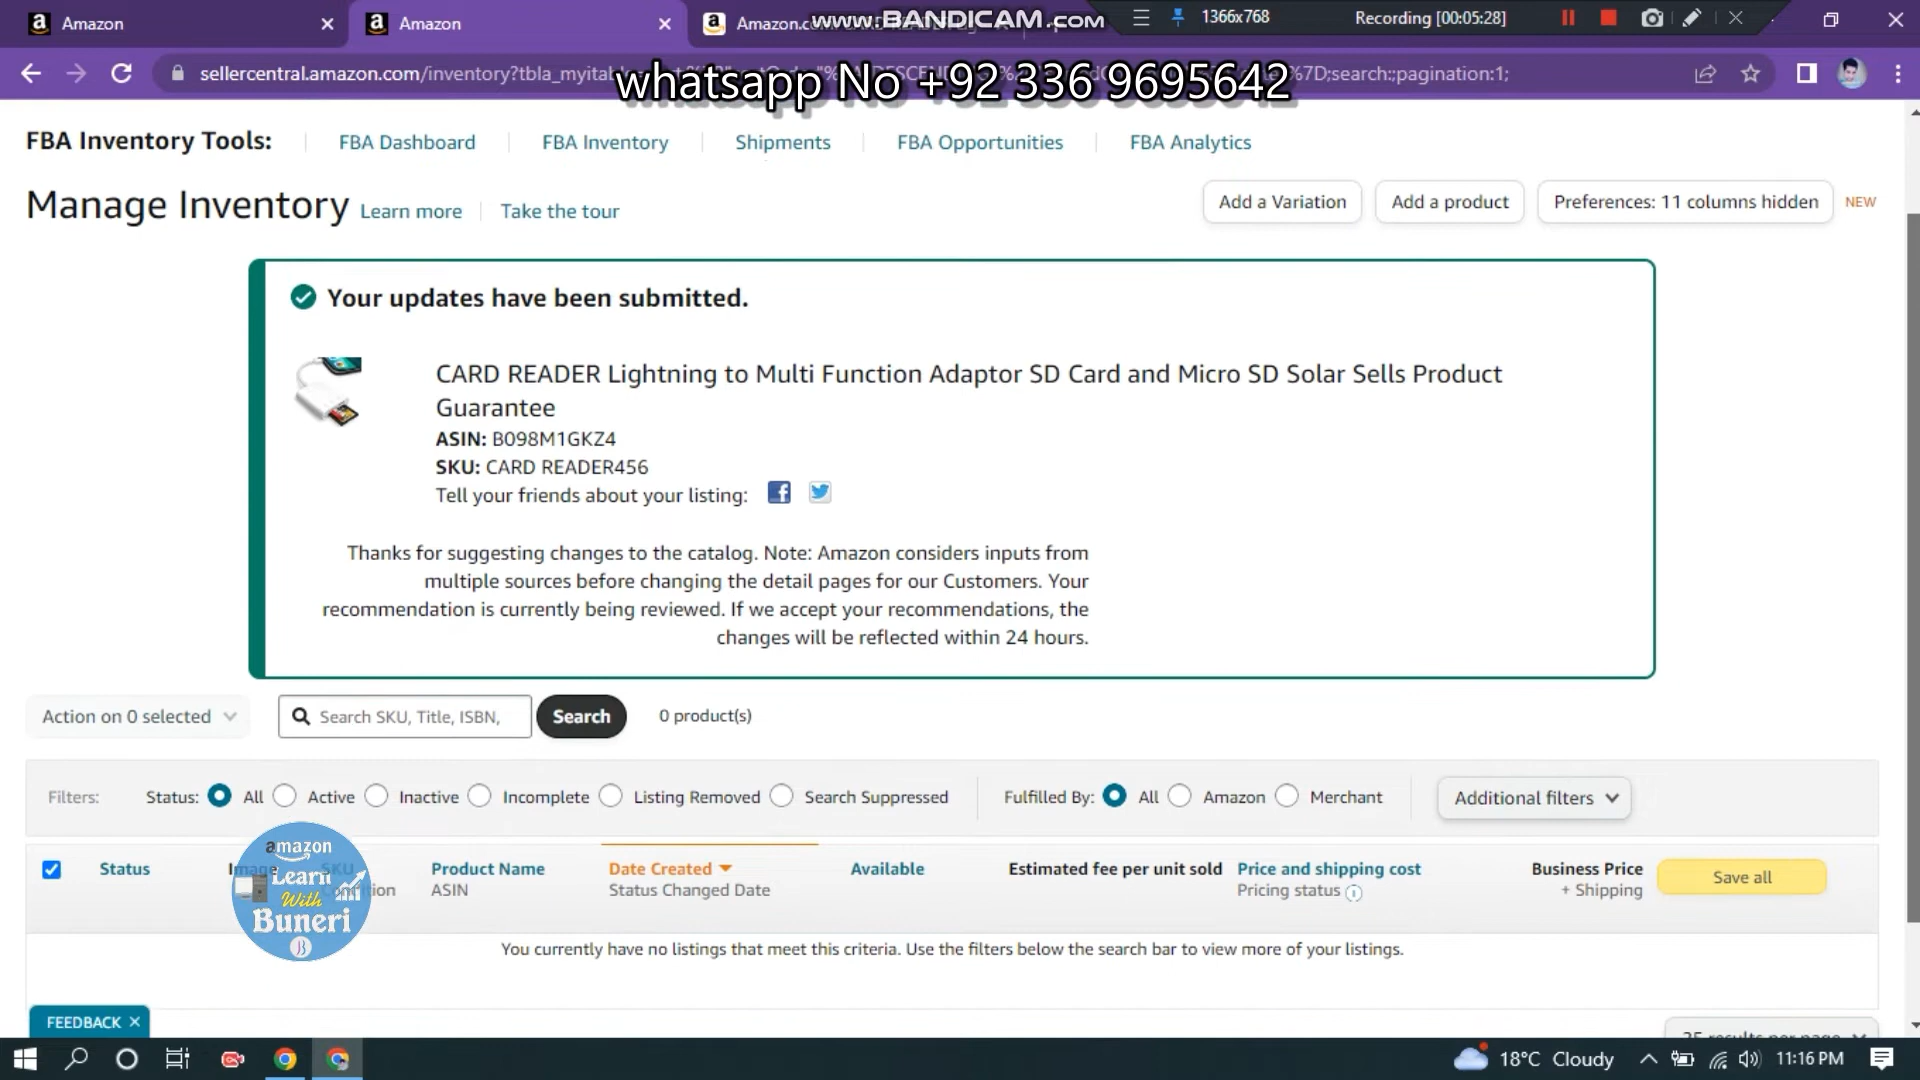 Amazon
Amazon
Amazon.co
www.BANDICAM.com
1366x768
Recording [00:05:28]
sellercentral.amazon.com/inventory?tbla_myitab
%7D;search:;pagination:1;
whatsapp No +92 336 9695642
FBA Inventory Tools:
FBA Dashboard
FBA Inventory
Shipments
FBA Opportunities
FBA Analytics
Manage Inventory
Learn more
Take the tour
Add a Variation
Add a product
Preferences: 11 columns hidden
NEW
Your updates have been submitted.
CARD READER Lightning to Multi Function Adaptor SD Card and Micro SD Solar Sells Product
Guarantee
ASIN: B098M1GKZ4
SKU: CARD READER456
Tell your friends about your listing:
Thanks for suggesting changes to the catalog. Note: Amazon considers inputs from
multiple sources before changing the detail pages for our Customers. Your
recommendation is currently being reviewed. If we accept your recommendations, the
changes will be reflected within 24 hours.
Action on 0 selected
Search SKU, Title, ISBN,
Search
0 product(s)
Filters:
Status:
All
Active
Inactive
Incomplete
Listing Removed
Search Suppressed
Fulfilled By:
All
Amazon
Merchant
Additional filters
Status
Image
SKU
Condition
Product Name
ASIN
Date Created
Status Changed Date
Available
Estimated fee per unit sold
Price and shipping cost
Pricing status
Business Price
+ Shipping
Save all
amazon
Learn
With
Buneri
You currently have no listings that meet this criteria. Use the filters below the search bar to view more of your listings.
FEEDBACK
25 results per page
18°C Cloudy
11:16 PM